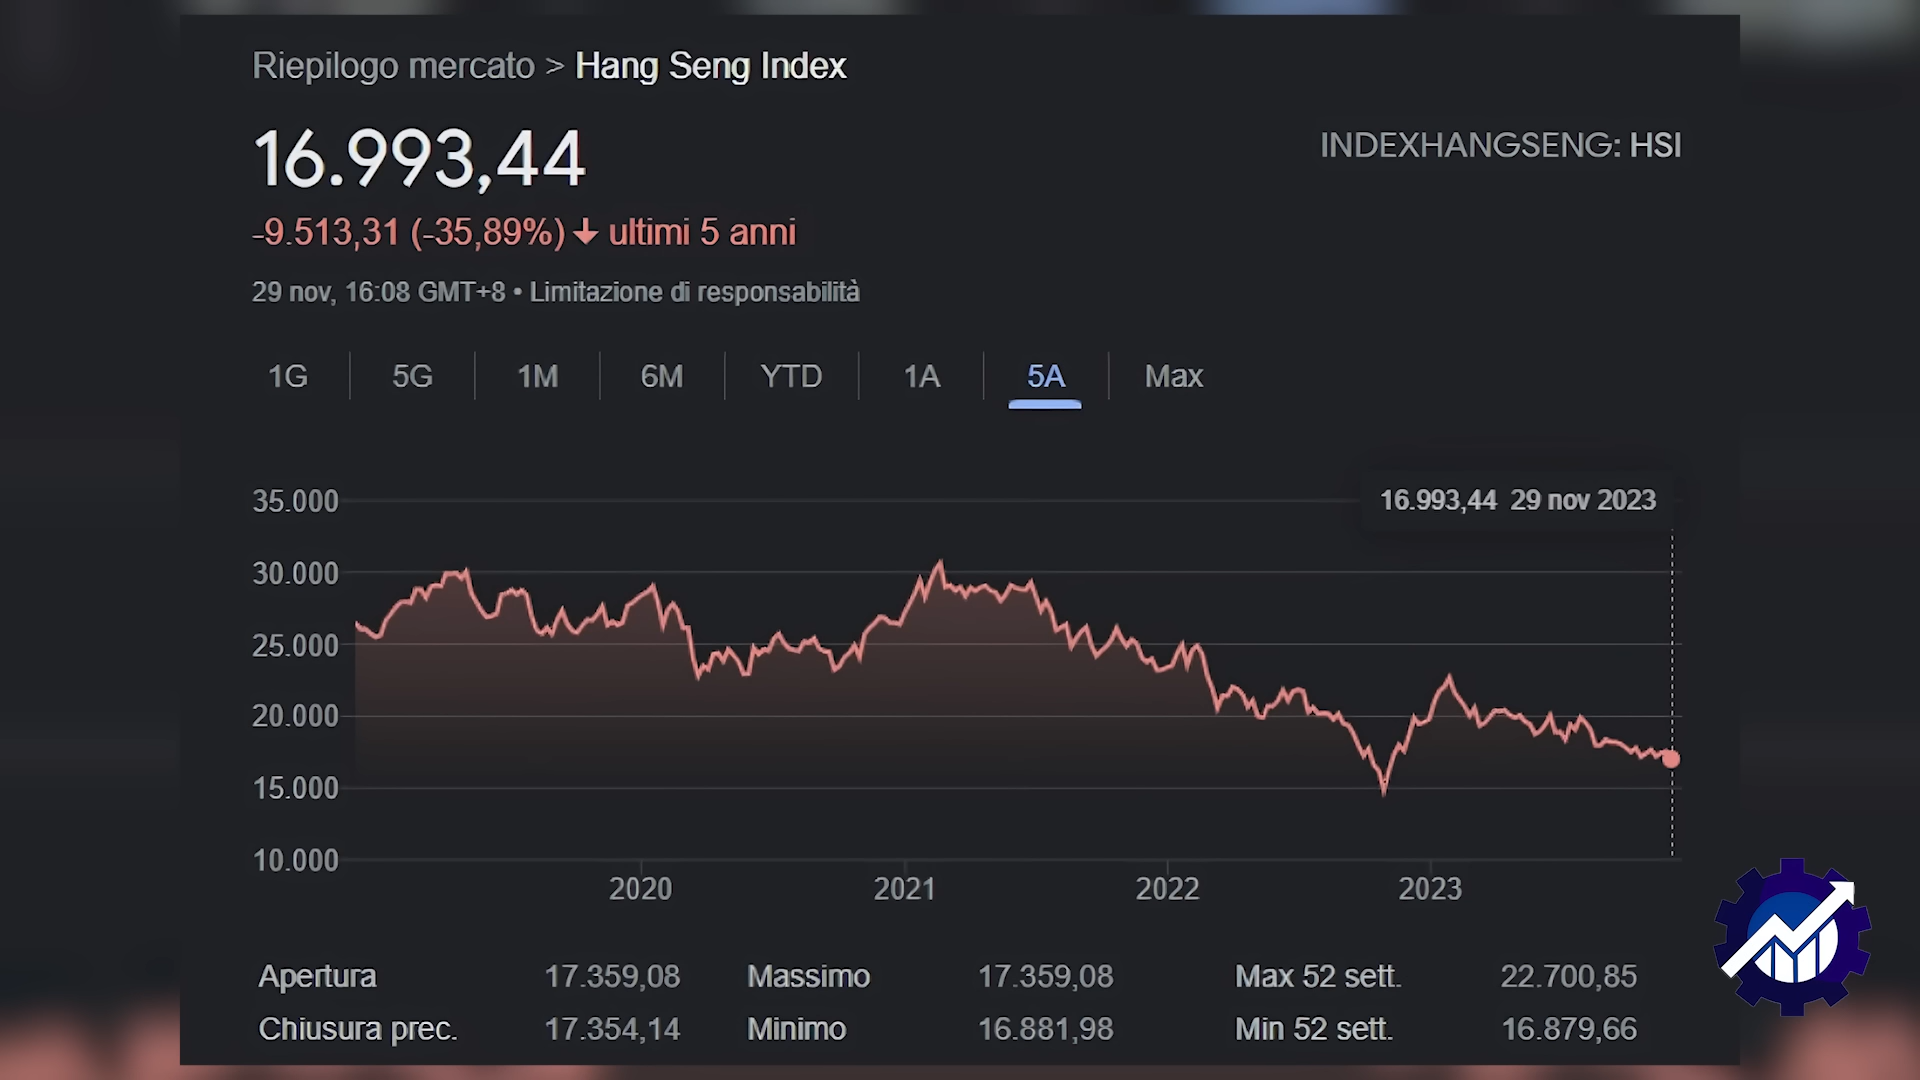 Riepilogo mercato > Hang Seng Index
16.993,44
INDEXHANGSENG: HSI
-9.513,31 (-35,89%) ↓ ultimi 5 anni
29 nov, 16:08 GMT+8 • Limitazione di responsabilità
1G 5G 1M 6M YTD 1A 5A Max
16.993,44 29 nov 2023
35.000
30.000
25.000
20.000
15.000
10.000
2020 2021 2022 2023
Apertura 17.359,08 Massimo 17.359,08 Max 52 sett. 22.700,85
Chiusura prec. 17.354,14 Minimo 16.881,98 Min 52 sett. 16.879,66